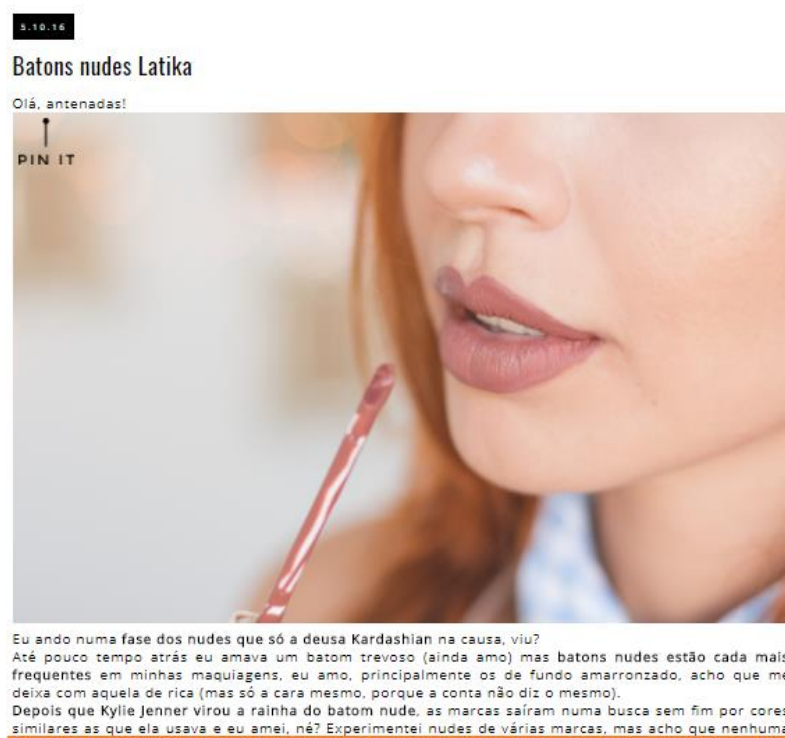 5.10.16
Batons nudes Latika
Olá, antenadas!
PIN IT
Eu ando numa fase dos nudes que só a deusa Kardashian na causa, viu?
Até pouco tempo atrás eu amava um batom trevoso (ainda amo) mas batons nudes estão cada mais
frequentes em minhas maquiagens, eu amo, principalmente os de fundo amarronzado, acho que me
deixa com aquela de rica (mas só a cara mesmo, porque a conta não diz o mesmo).
Depois que Kylie Jenner virou a rainha do batom nude, as marcas saíram numa busca sem fim por cores
similares as que ela usava e eu amei, né? Experimentei nudes de várias marcas, mas acho que nenhuma